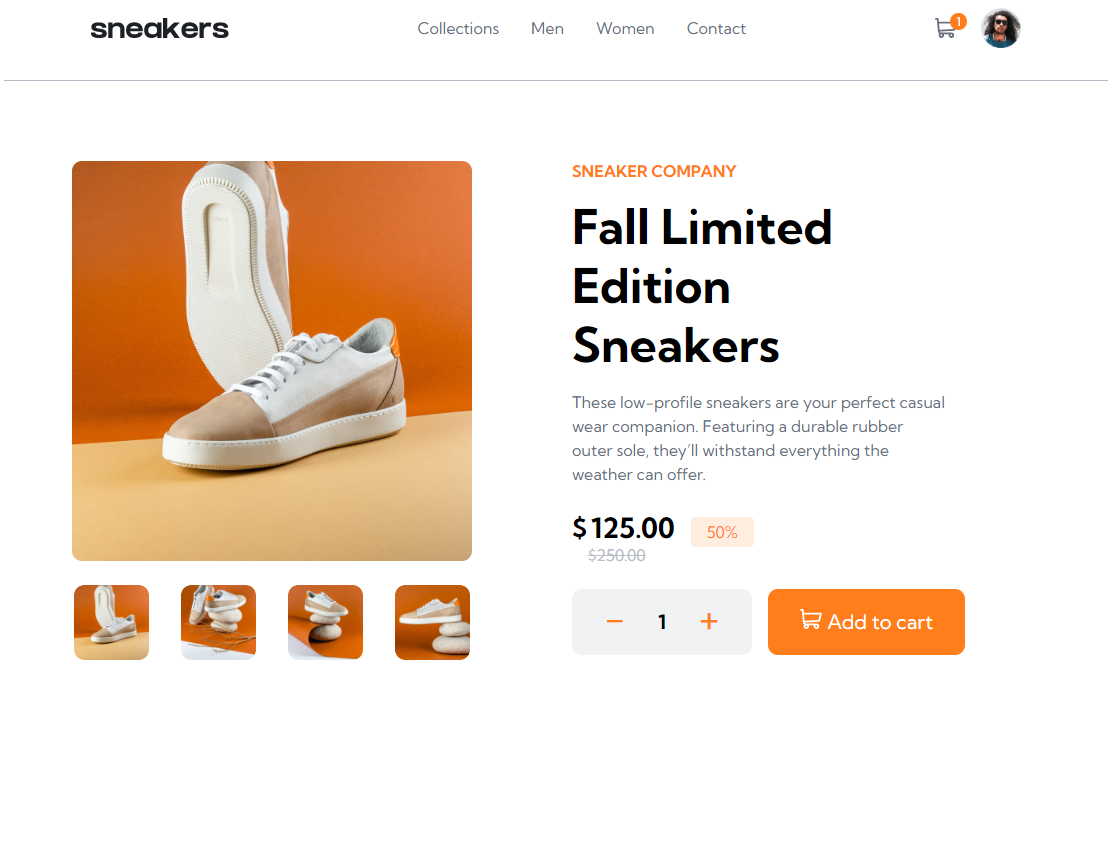 sneakers
Collections Men Women Contact
1
SNEAKER COMPANY
Fall Limited
Edition
Sneakers
These low-profile sneakers are your perfect casual
wear companion. Featuring a durable rubber
outer sole, they’ll withstand everything the
weather can offer.
$125.00 50%
$250.00
− 1 +
Add to cart